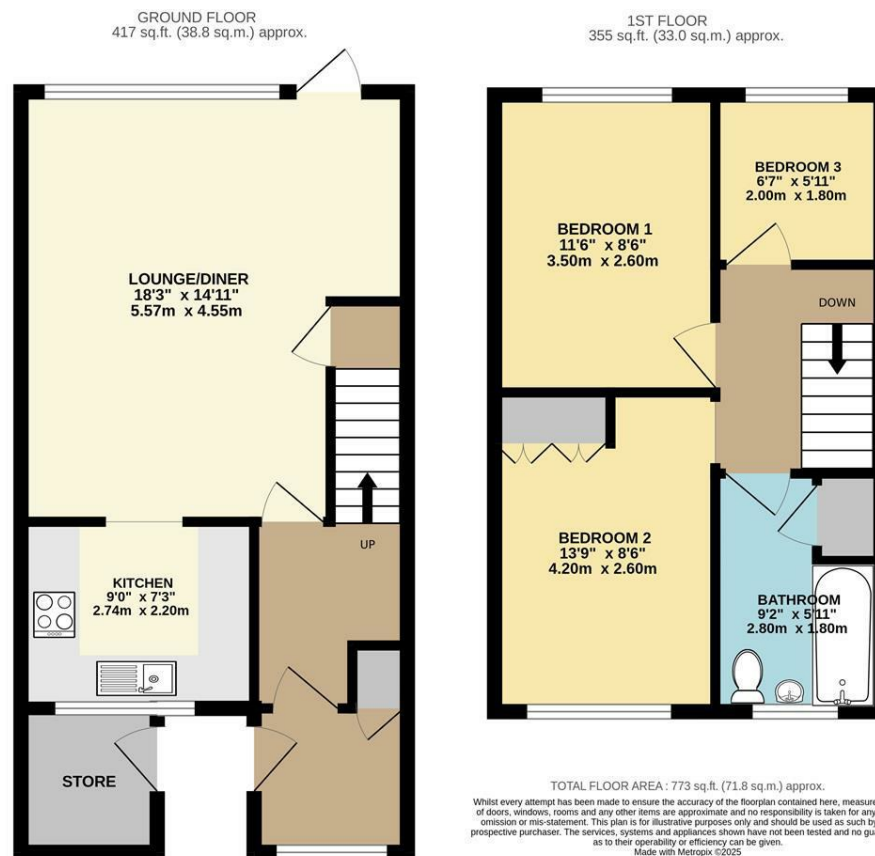 GROUND FLOOR
417 sq.ft. (38.8 sq.m.) approx.
LOUNGE/DINER
18'3" x 14'11"
5.57m x 4.55m
UP
KITCHEN
9'0" x 7'3"
2.74m x 2.20m
STORE
1ST FLOOR
355 sq.ft. (33.0 sq.m.) approx.
BEDROOM 3
6'7" x 5'11"
2.00m x 1.80m
BEDROOM 1
11'6" x 8'6"
3.50m x 2.60m
DOWN
BEDROOM 2
13'9" x 8'6"
4.20m x 2.60m
BATHROOM
9'2" x 5'11"
2.80m x 1.80m
TOTAL FLOOR AREA : 773 sq.ft. (71.8 sq.m.) approx.
Whilst every attempt has been made to ensure the accuracy of the floorplan contained here, measure
of doors, windows, rooms and any other items are approximate and no responsibility is taken for any
omission or mis-statement. This plan is for illustrative purposes only and should be used as such by
prospective purchaser. The services, systems and appliances shown have not been tested and no gua
as to their operability or efficiency can be given.
Made with Metropix ©2025